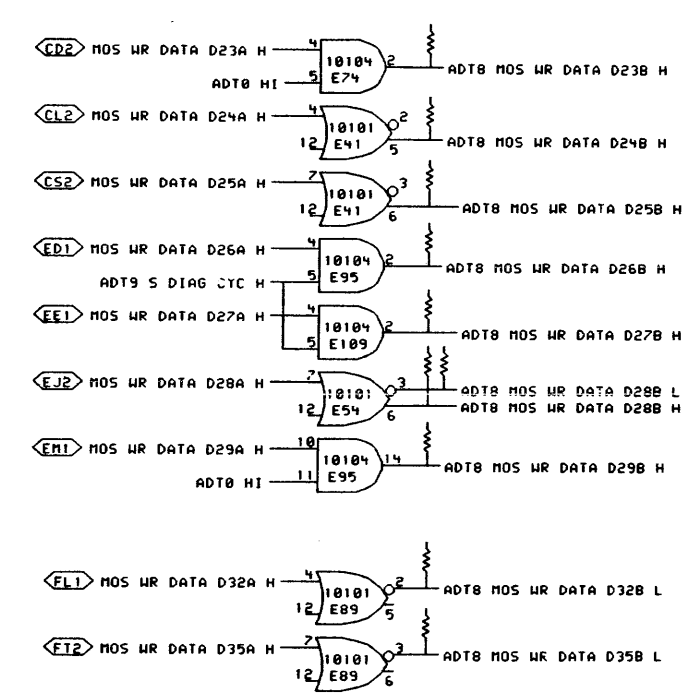 CD2 MOS WR DATA D23A H 4
10104 2
ADT0 HI 5 E74 ADT8 MOS WR DATA D23B H
CL2 MOS WR DATA D24A H 4 2
10101
12 E41 5 ADT8 MOS WR DATA D24B H
CS2 MOS WR DATA D25A H 7 3
10101
12 E41 6 ADT8 MOS WR DATA D25B H
ED1 MOS WR DATA D26A H 4
10104 2 ADT8 MOS WR DATA D26B H
ADT9 S DIAG CYC H 5 E95
EE1 MOS WR DATA D27A H 4
10104 2 ADT8 MOS WR DATA D27B H
5 E109
EJ2 MOS WR DATA D28A H 7 3
10101 ADT8 MOS WR DATA D28B L
12 E54 6 ADT8 MOS WR DATA D28B H
EM1 MOS WR DATA D29A H 10
10104 14 ADT8 MOS WR DATA D29B H
ADT0 HI 11 E95
FL1 MOS WR DATA D32A H 4
10101 2 ADT8 MOS WR DATA D32B L
12 E89 5
FT2 MOS WR DATA D35A H 7
10101 3 ADT8 MOS WR DATA D35B L
12 E89 6